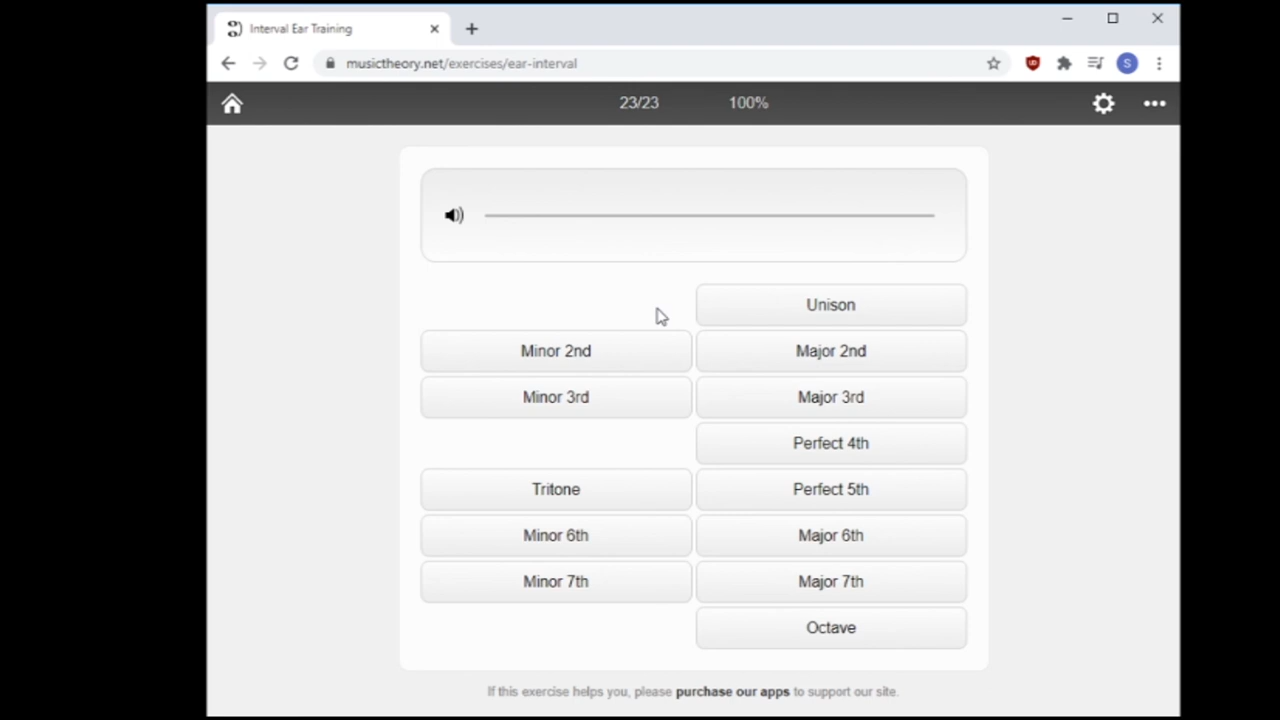 Interval Ear Training
musictheory.net/exercises/ear-interval
S
23/23 100%
Unison
Minor 2nd Major 2nd
Minor 3rd Major 3rd
Perfect 4th
Tritone Perfect 5th
Minor 6th Major 6th
Minor 7th Major 7th
Octave
If this exercise helps you, please purchase our apps to support our site.